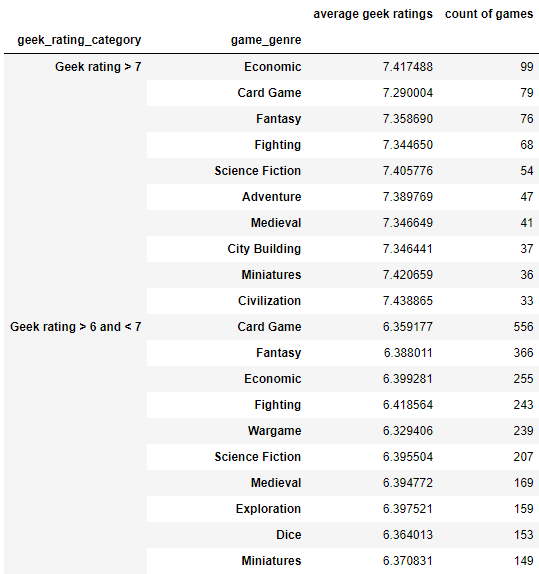 average geek ratings count of games
geek_rating_category game_genre
Geek rating > 7 Economic 7.417488 99
Card Game 7.290004 79
Fantasy 7.358690 76
Fighting 7.344650 68
Science Fiction 7.405776 54
Adventure 7.389769 47
Medieval 7.346649 41
City Building 7.346441 37
Miniatures 7.420659 36
Civilization 7.438865 33
Geek rating > 6 and < 7 Card Game 6.359177 556
Fantasy 6.388011 366
Economic 6.399281 255
Fighting 6.418564 243
Wargame 6.329406 239
Science Fiction 6.395504 207
Medieval 6.394772 169
Exploration 6.397521 159
Dice 6.364013 153
Miniatures 6.370831 149